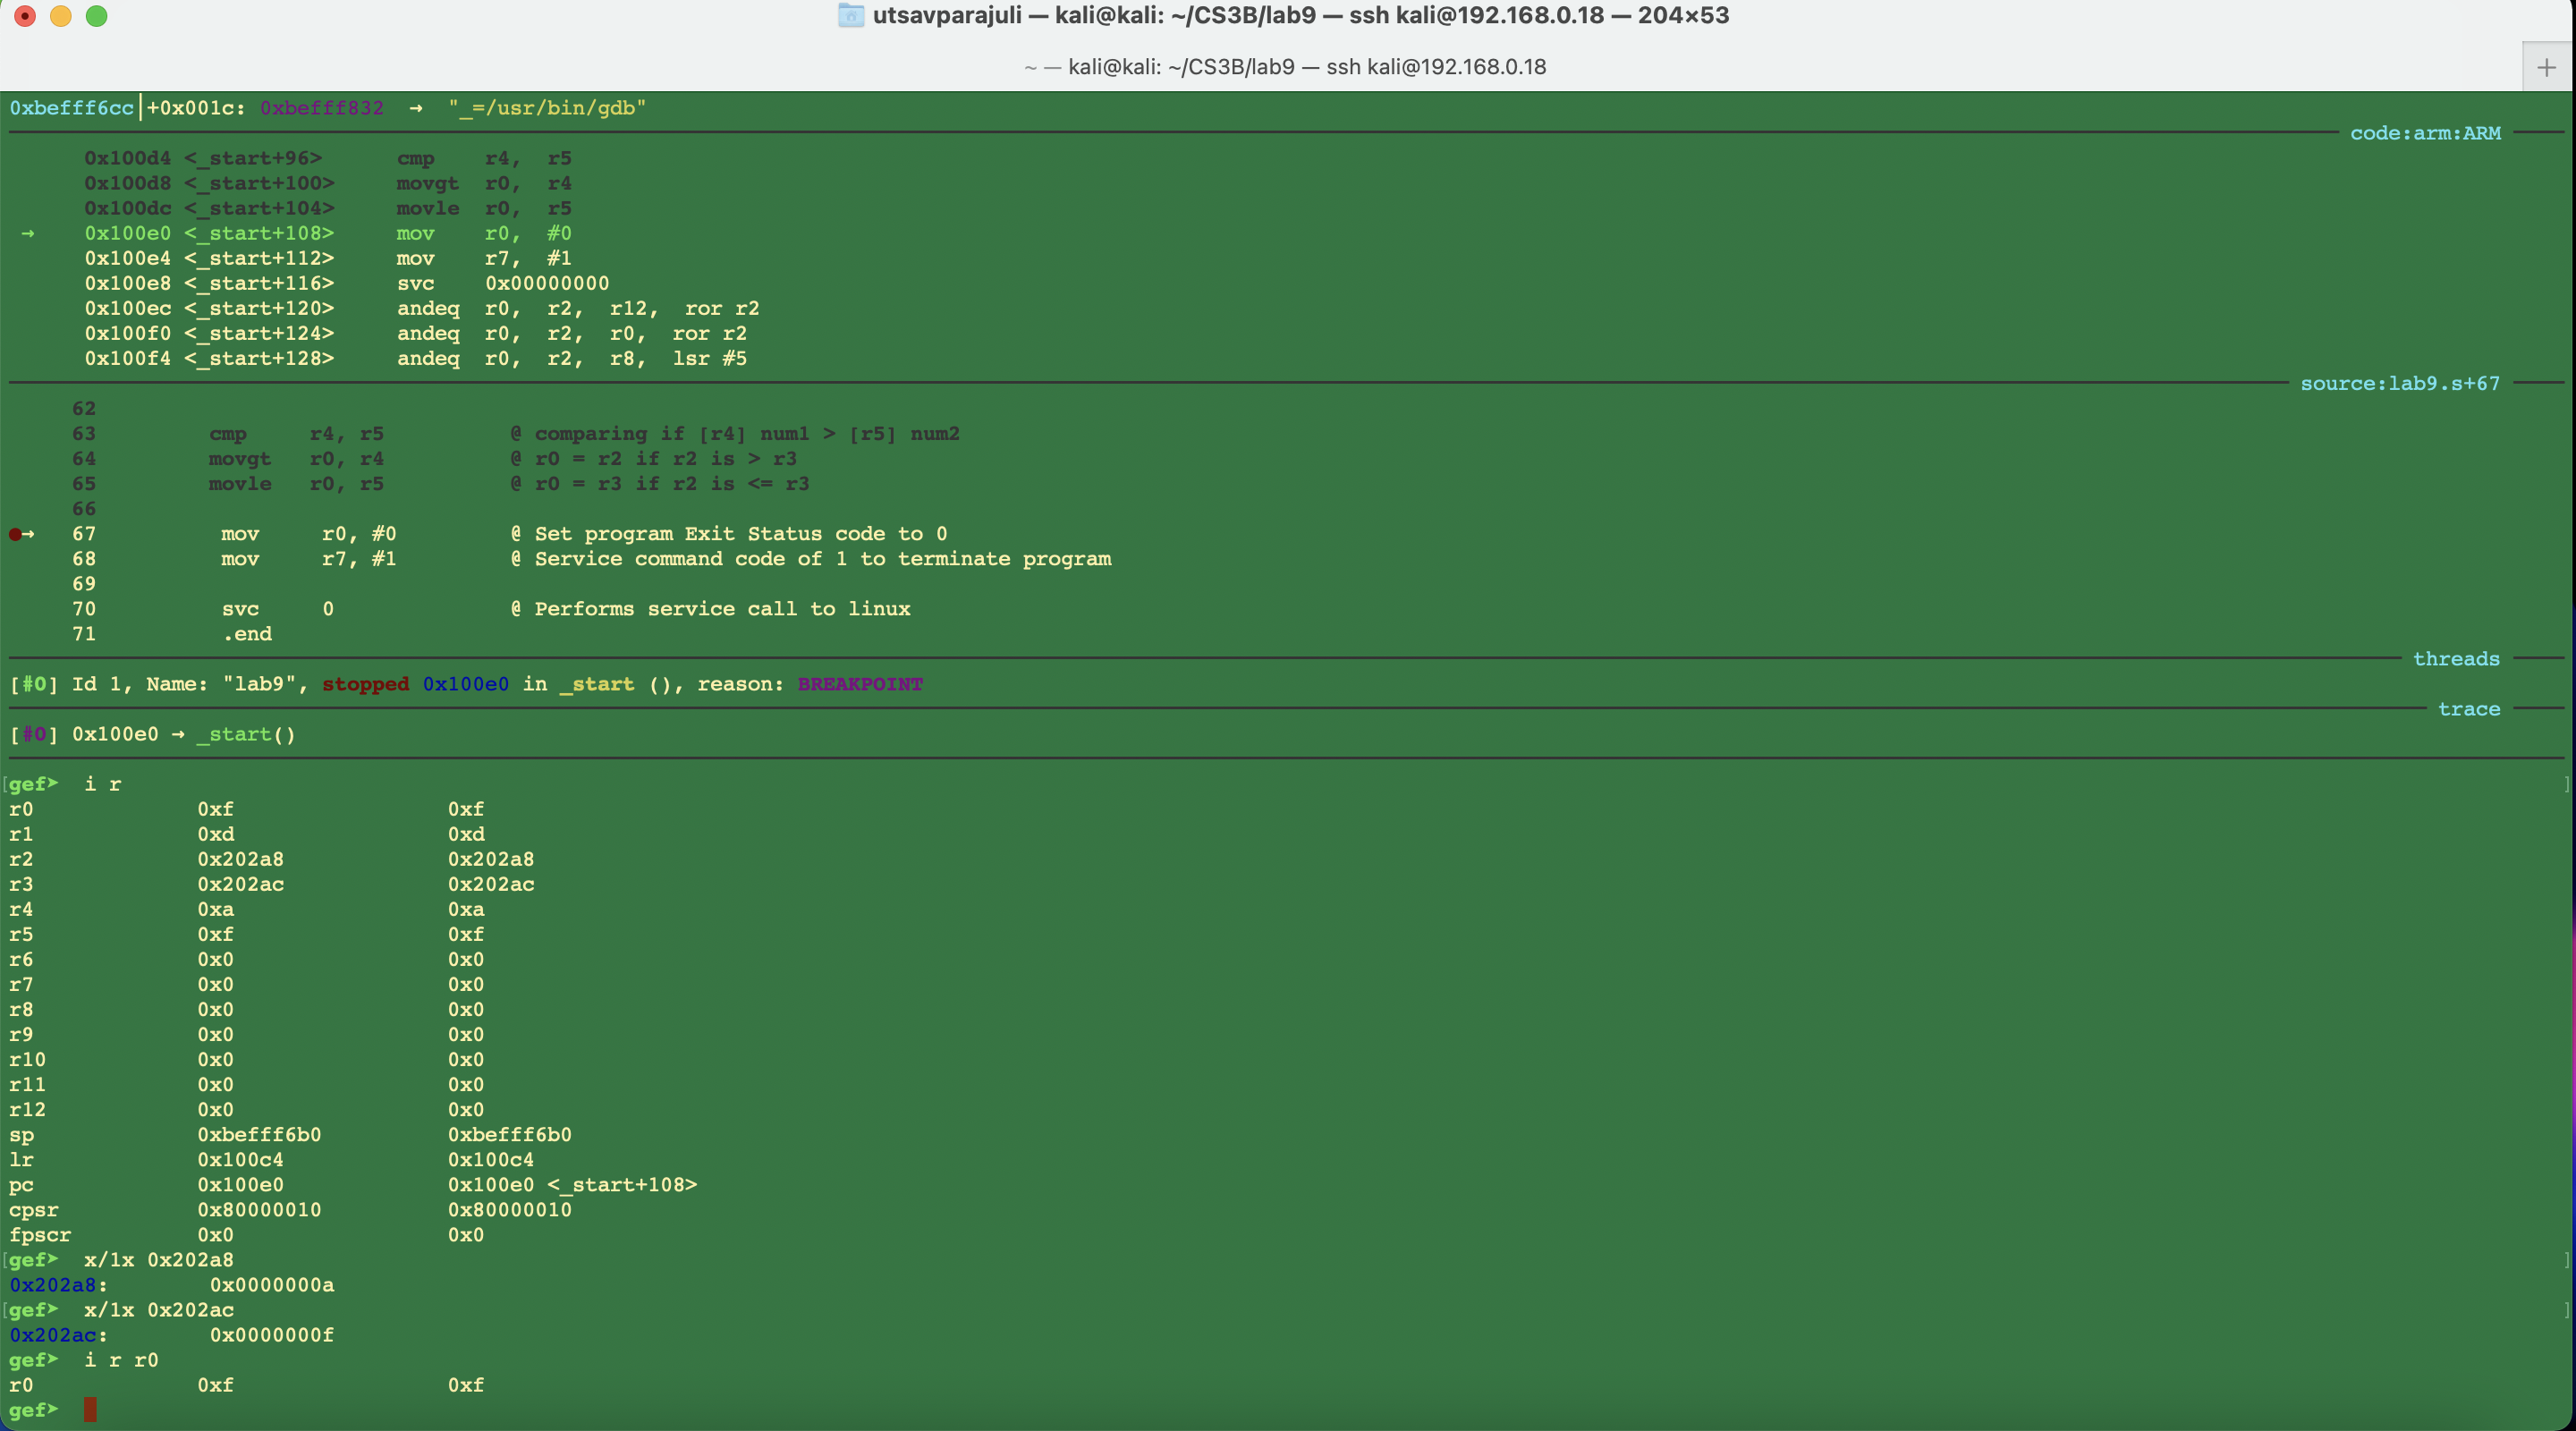 utsavparajuli — kali@kali: ~/CS3B/lab9 — ssh kali@192.168.0.18 — 204×53
~ — kali@kali: ~/CS3B/lab9 — ssh kali@192.168.0.18
0xbefff6cc│+0x001c: 0xbefff832  →  "_=/usr/bin/gdb"
code:arm:ARM
0x100d4 <_start+96>      cmp    r4,  r5
0x100d8 <_start+100>     movgt  r0,  r4
0x100dc <_start+104>     movle  r0,  r5
→    0x100e0 <_start+108>     mov    r0,  #0
0x100e4 <_start+112>     mov    r7,  #1
0x100e8 <_start+116>     svc    0x00000000
0x100ec <_start+120>     andeq  r0,  r2,  r12,  ror r2
0x100f0 <_start+124>     andeq  r0,  r2,  r0,  ror r2
0x100f4 <_start+128>     andeq  r0,  r2,  r8,  lsr #5
source:lab9.s+67
62
63         cmp     r4, r5          @ comparing if [r4] num1 > [r5] num2
64         movgt   r0, r4          @ r0 = r2 if r2 is > r3
65         movle   r0, r5          @ r0 = r3 if r2 is <= r3
66
●→   67          mov     r0, #0         @ Set program Exit Status code to 0
68          mov     r7, #1         @ Service command code of 1 to terminate program
69
70          svc     0              @ Performs service call to linux
71          .end
threads
[#0] Id 1, Name: "lab9", stopped 0x100e0 in _start (), reason: BREAKPOINT
trace
[#0] 0x100e0 → _start()
[gef➤  i r ]
r0             0xf                 0xf
r1             0xd                 0xd
r2             0x202a8             0x202a8
r3             0x202ac             0x202ac
r4             0xa                 0xa
r5             0xf                 0xf
r6             0x0                 0x0
r7             0x0                 0x0
r8             0x0                 0x0
r9             0x0                 0x0
r10            0x0                 0x0
r11            0x0                 0x0
r12            0x0                 0x0
sp             0xbefff6b0          0xbefff6b0
lr             0x100c4             0x100c4
pc             0x100e0             0x100e0 <_start+108>
cpsr           0x80000010          0x80000010
fpscr          0x0                 0x0
[gef➤  x/1x 0x202a8 ]
0x202a8:        0x0000000a
[gef➤  x/1x 0x202ac ]
0x202ac:        0x0000000f
gef➤  i r r0
r0             0xf                 0xf
gef➤